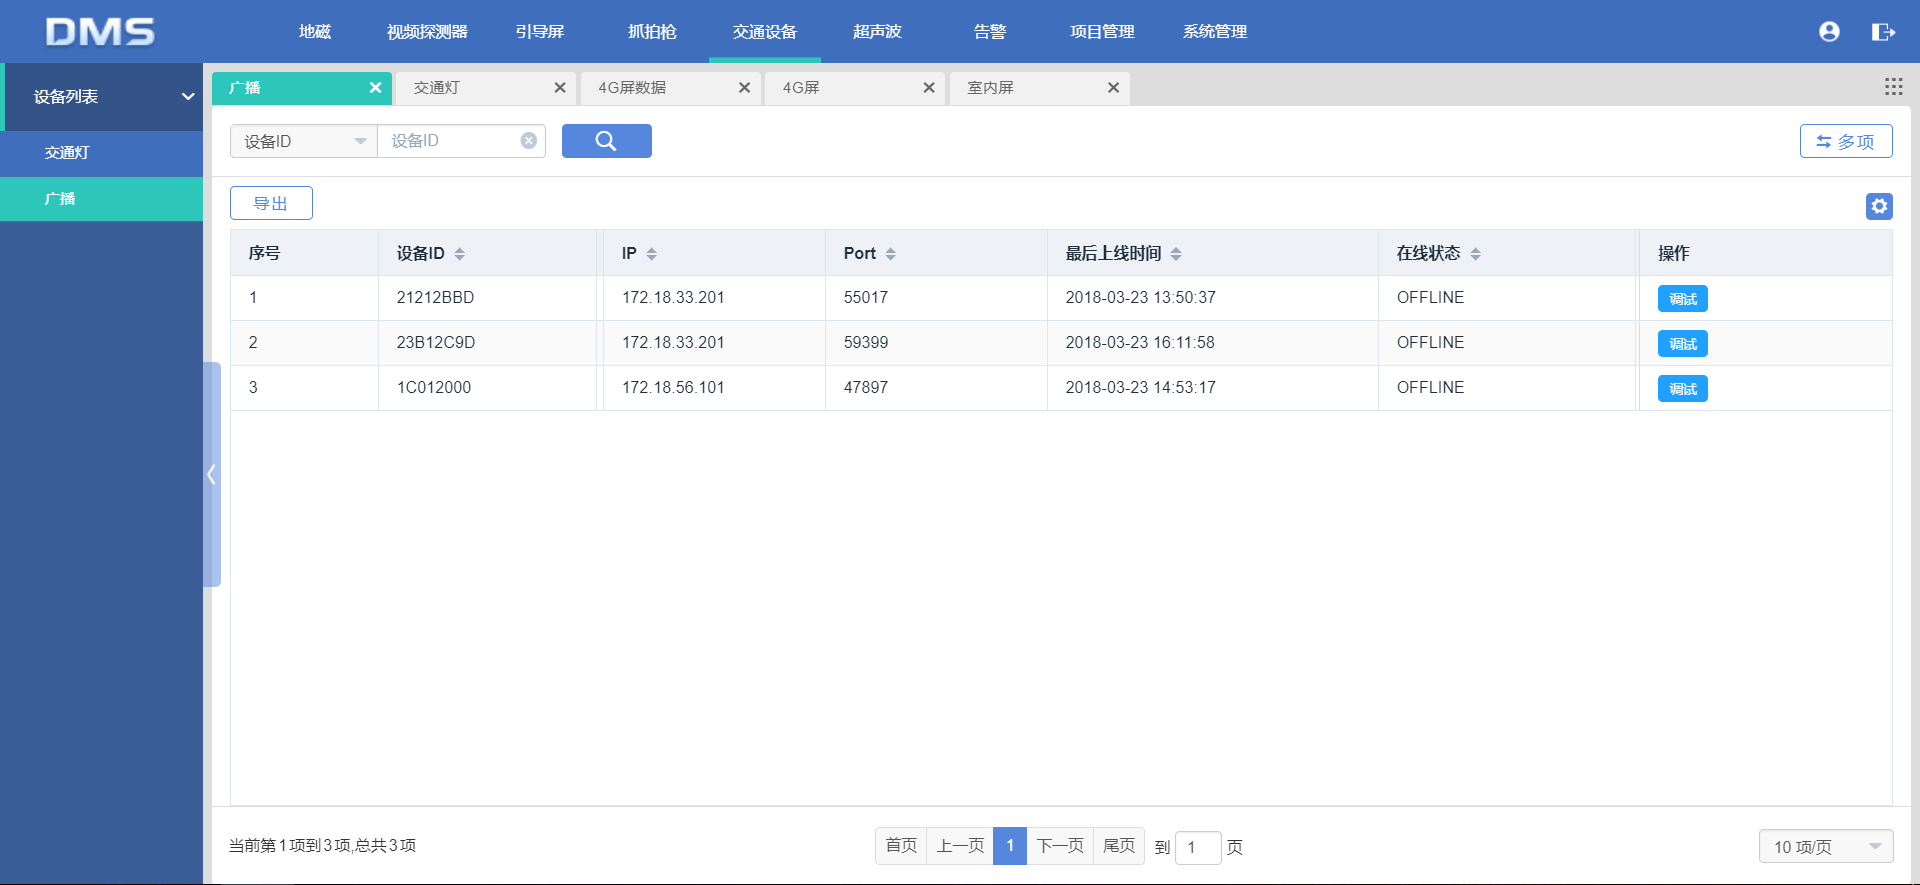 DMS 地磁 视频探测器 引导屏 抓拍枪 交通设备 超声波 告警 项目管理 系统管理
设备列表
交通灯
广播
广播 交通灯 4G屏数据 4G屏 室内屏
设备ID 设备ID 多项
导出
序号 设备ID IP Port 最后上线时间 在线状态 操作
1 21212BBD 172.18.33.201 55017 2018-03-23 13:50:37 OFFLINE 调试
2 23B12C9D 172.18.33.201 59399 2018-03-23 16:11:58 OFFLINE 调试
3 1C012000 172.18.56.101 47897 2018-03-23 14:53:17 OFFLINE 调试
当前第1项到3项,总共3项 首页 上一页 1 下一页 尾页 到 1 页 10 项/页